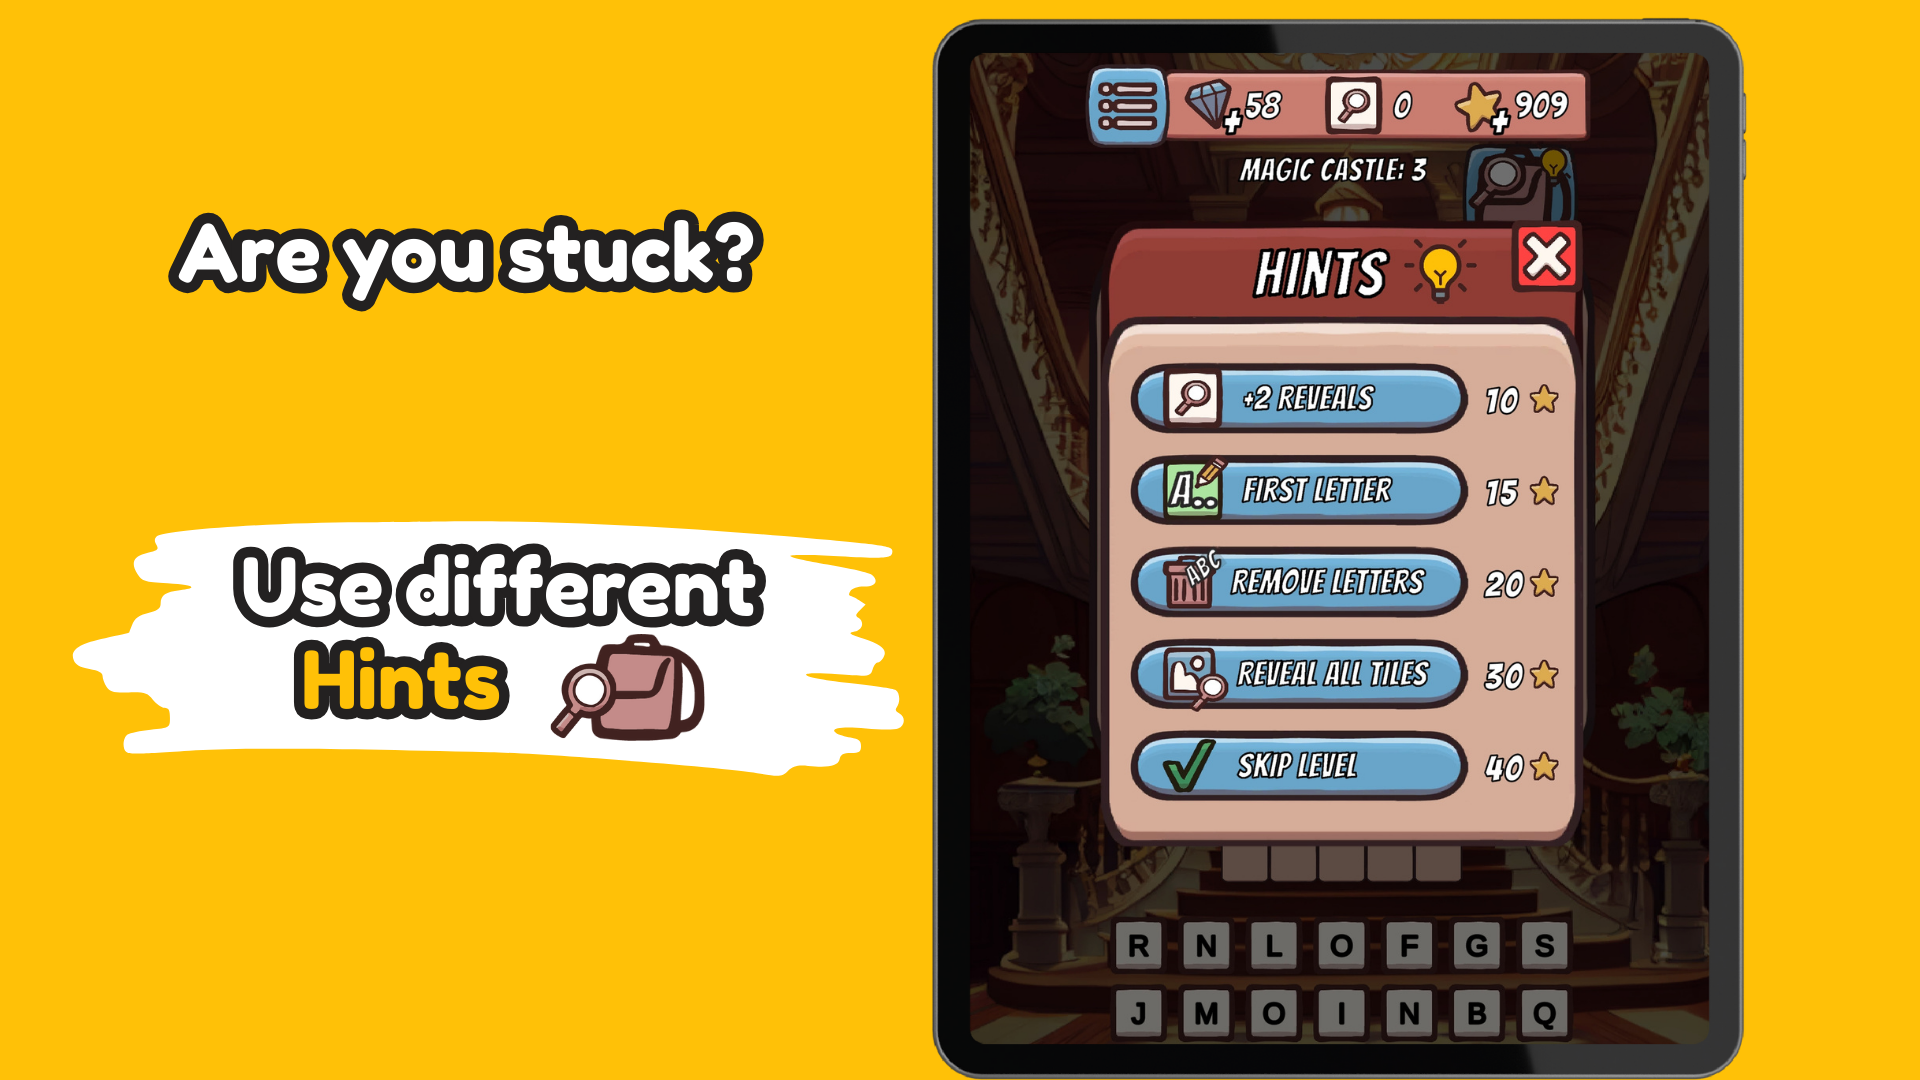 Are you stuck?
Use different
Hints
58 0 909
MAGIC CASTLE: 3
HINTS
+2 REVEALS 10
A.. FIRST LETTER 15
ABC REMOVE LETTERS 20
REVEAL ALL TILES 30
SKIP LEVEL 40
R N L O F G S
J M O I N B Q